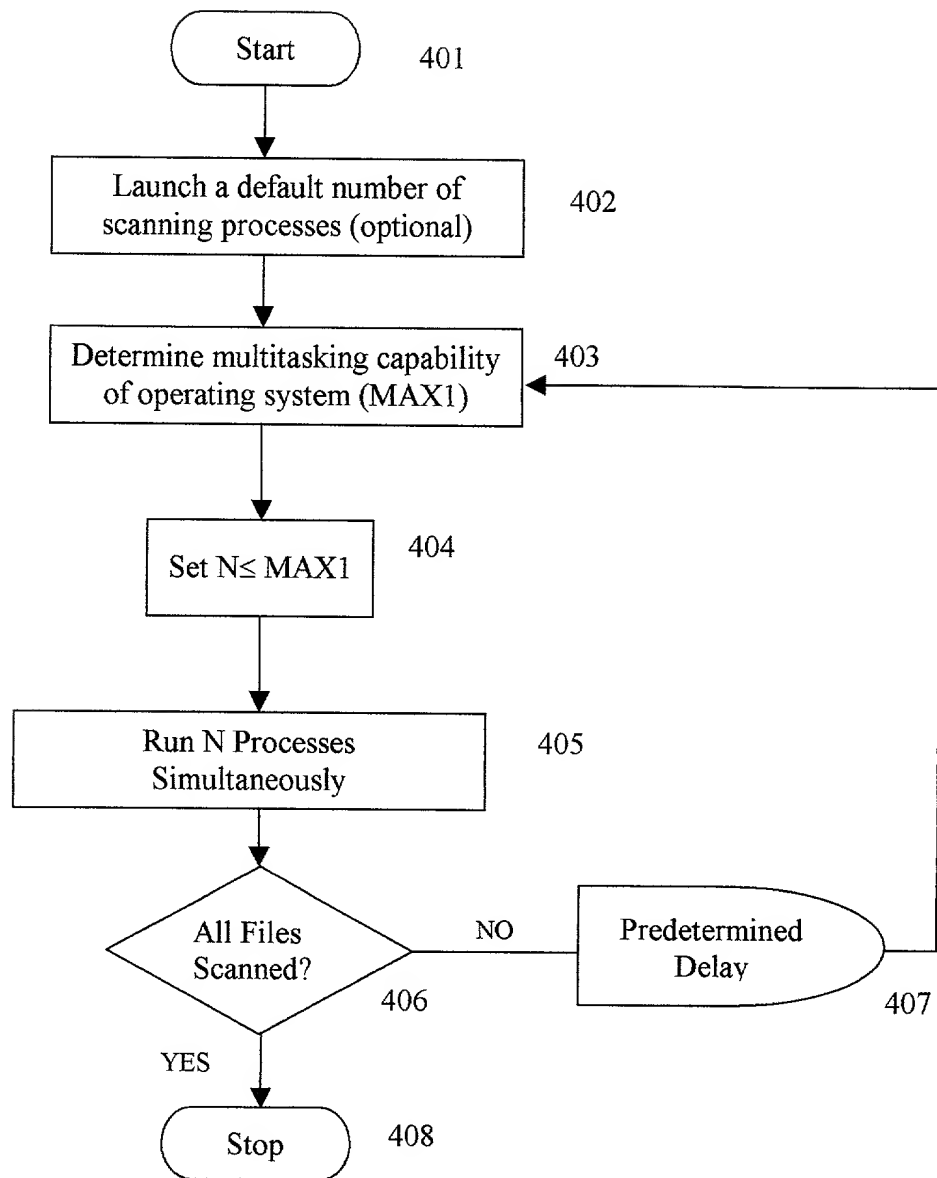 Start
401
Launch a default number of
scanning processes (optional)
402
Determine multitasking capability
of operating system (MAX1)
403
Set N≤ MAX1
404
Run N Processes
Simultaneously
405
All Files
Scanned?
406
NO
Predetermined
Delay
407
YES
Stop
408